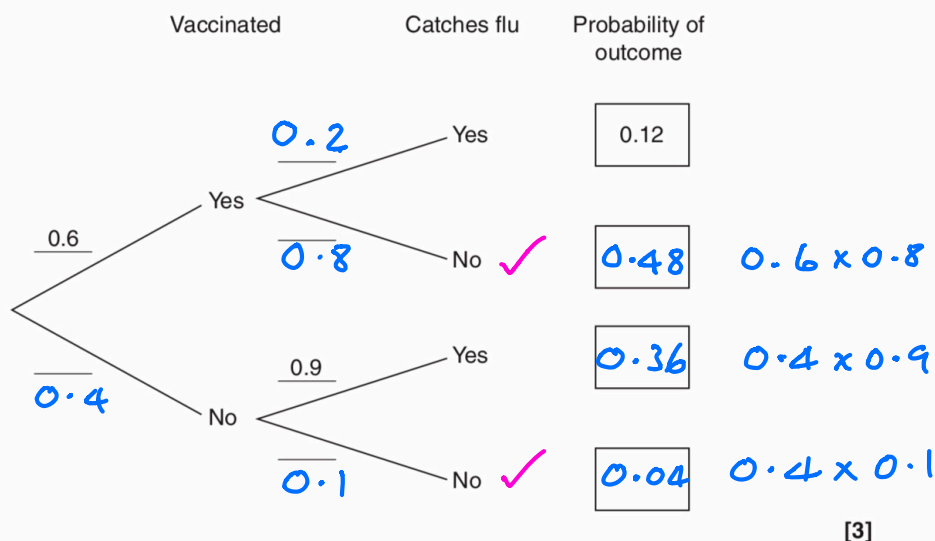 Vaccinated Catches flu Probability of
outcome
0.2 Yes 0.12
Yes
0.6
0.8 No 0.48 0.6 x 0.8
0.9 Yes 0.36 0.4 x 0.9
0.4
No
0.1 No 0.04 0.4 x 0.1
[3]